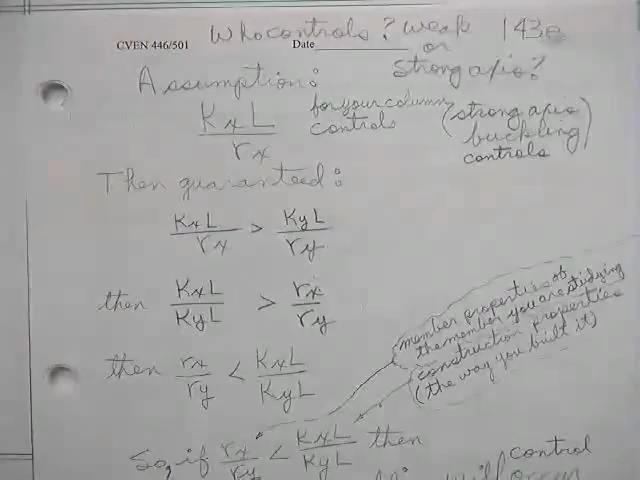 Who controls? weak 143e
CVEN 446/501 Date or
strong axis?
Assumption:
KxL / rx for your column controls (strong axis buckling controls)
Then guaranteed:
KxL / rx > KyL / ry
then KxL / KyL > rx / ry
then rx / ry < KxL / KyL
member properties of
the member you are studying
construction properties
(the way you built it)
So, if rx / ry < KxL / KyL then
control